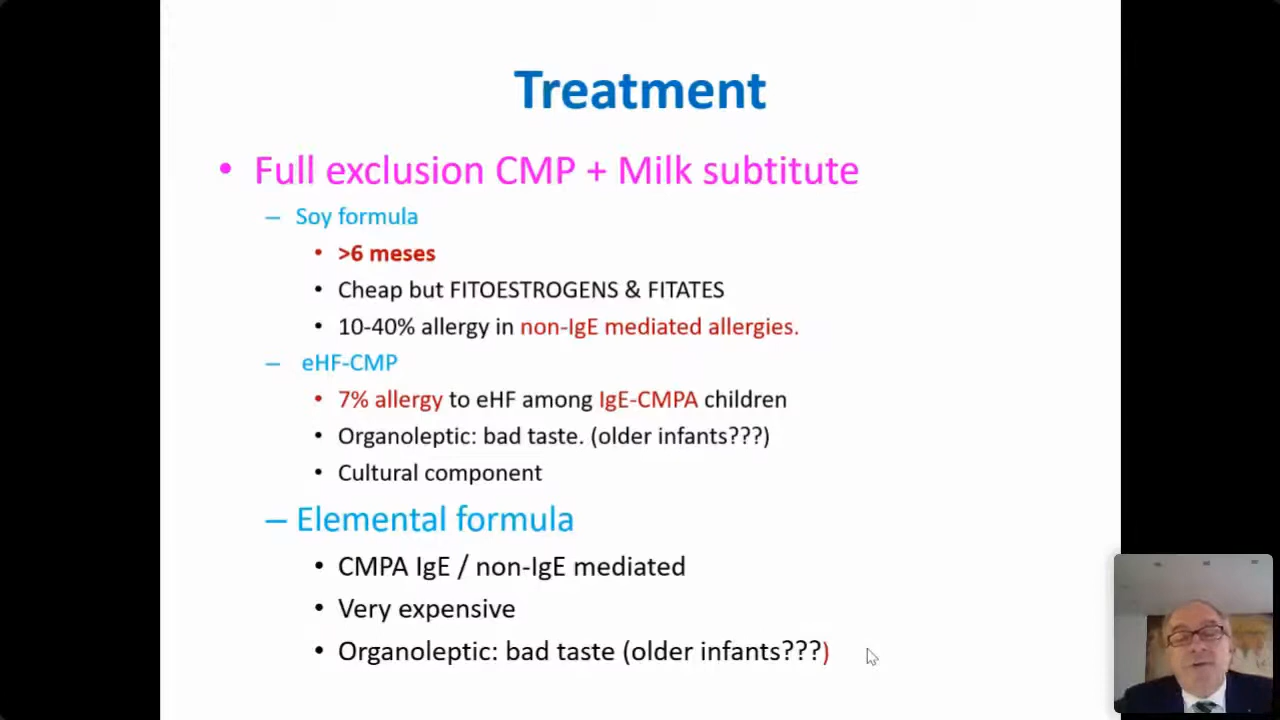 Treatment
• Full exclusion CMP + Milk subtitute
– Soy formula
• >6 meses
• Cheap but FITOESTROGENS & FITATES
• 10-40% allergy in non-IgE mediated allergies.
– eHF-CMP
• 7% allergy to eHF among IgE-CMPA children
• Organoleptic: bad taste. (older infants???)
• Cultural component
– Elemental formula
• CMPA IgE / non-IgE mediated
• Very expensive
• Organoleptic: bad taste (older infants???)